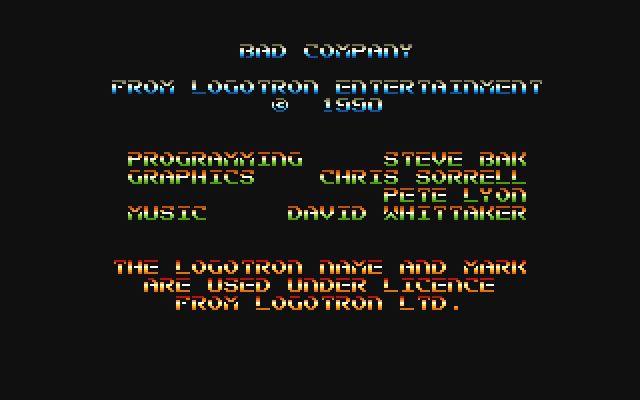 BAD COMPANY
FROM LOGOTRON ENTERTAINMENT
© 1990
PROGRAMMING STEVE BAK
GRAPHICS CHRIS SORRELL
PETE LYON
MUSIC DAVID WHITTAKER
THE LOGOTRON NAME AND MARK
ARE USED UNDER LICENCE
FROM LOGOTRON LTD.